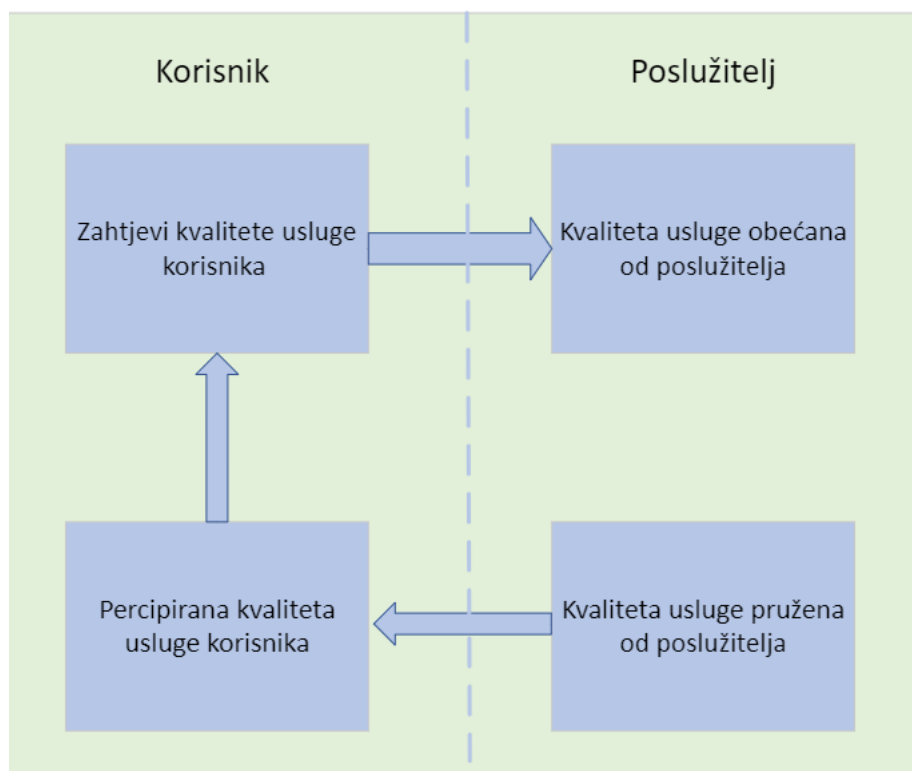 Korisnik
Poslužitelj
Zahtjevi kvalitete usluge
korisnika
Kvaliteta usluge obećana
od poslužitelja
Percipirana kvaliteta
usluge korisnika
Kvaliteta usluge pružena
od poslužitelja